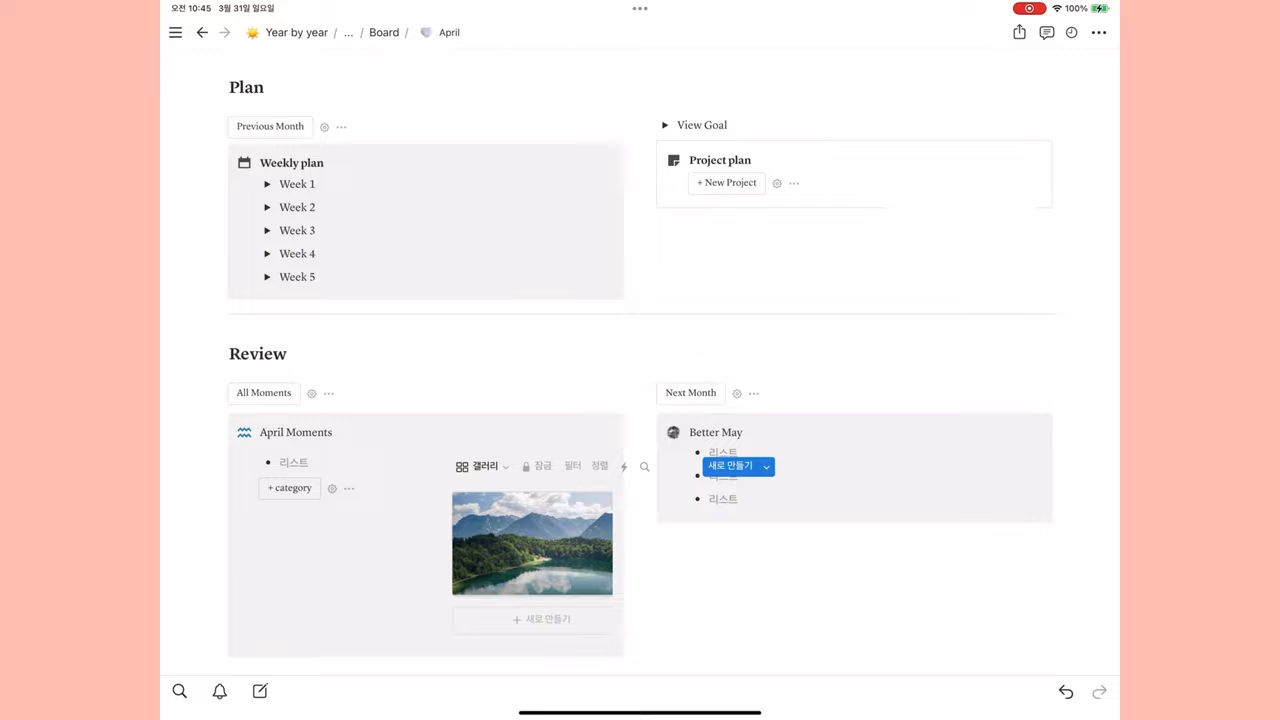 오전 10:45 3월 31일 일요일
100%
Year by year / ... / Board / April
Plan
Previous Month
Weekly plan
Week 1
Week 2
Week 3
Week 4
Week 5
View Goal
Project plan
+ New Project
Review
All Moments
April Moments
리스트
+ category
갤러리 잠금 필터 정렬
+ 새로 만들기
Next Month
Better May
리스트
새로 만들기
리스트
리스트